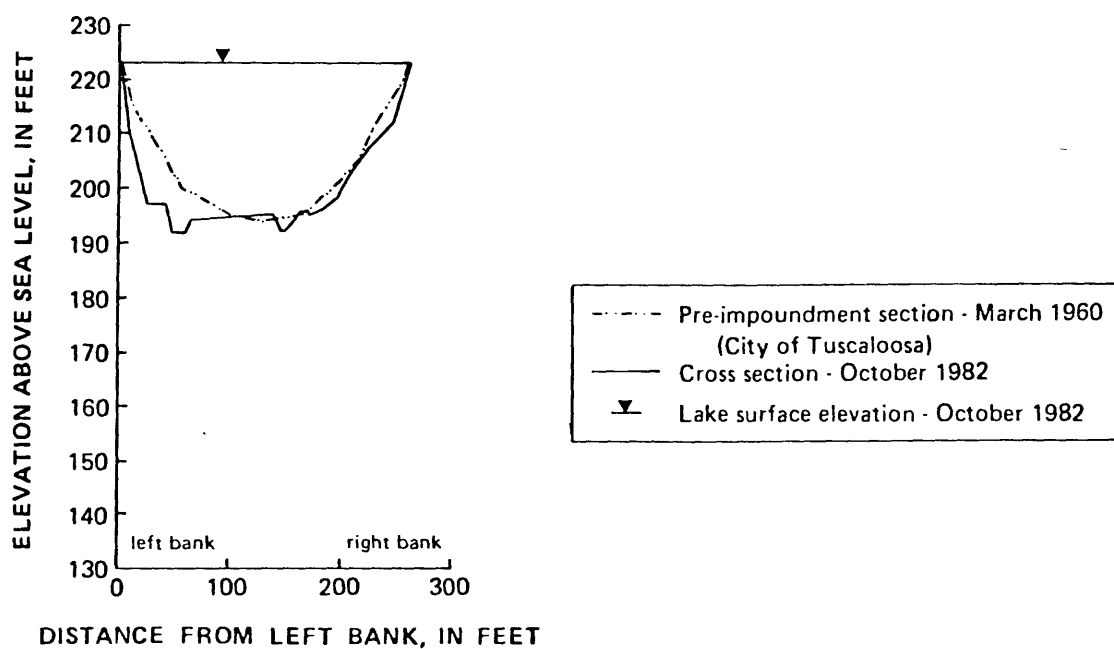 230
220
210
200
190
180
170
160
150
140
130
ELEVATION ABOVE SEA LEVEL, IN FEET
left bank
right bank
0
100
200
300
DISTANCE FROM LEFT BANK, IN FEET
Pre-impoundment section - March 1960
(City of Tuscaloosa)
Cross section - October 1982
Lake surface elevation - October 1982